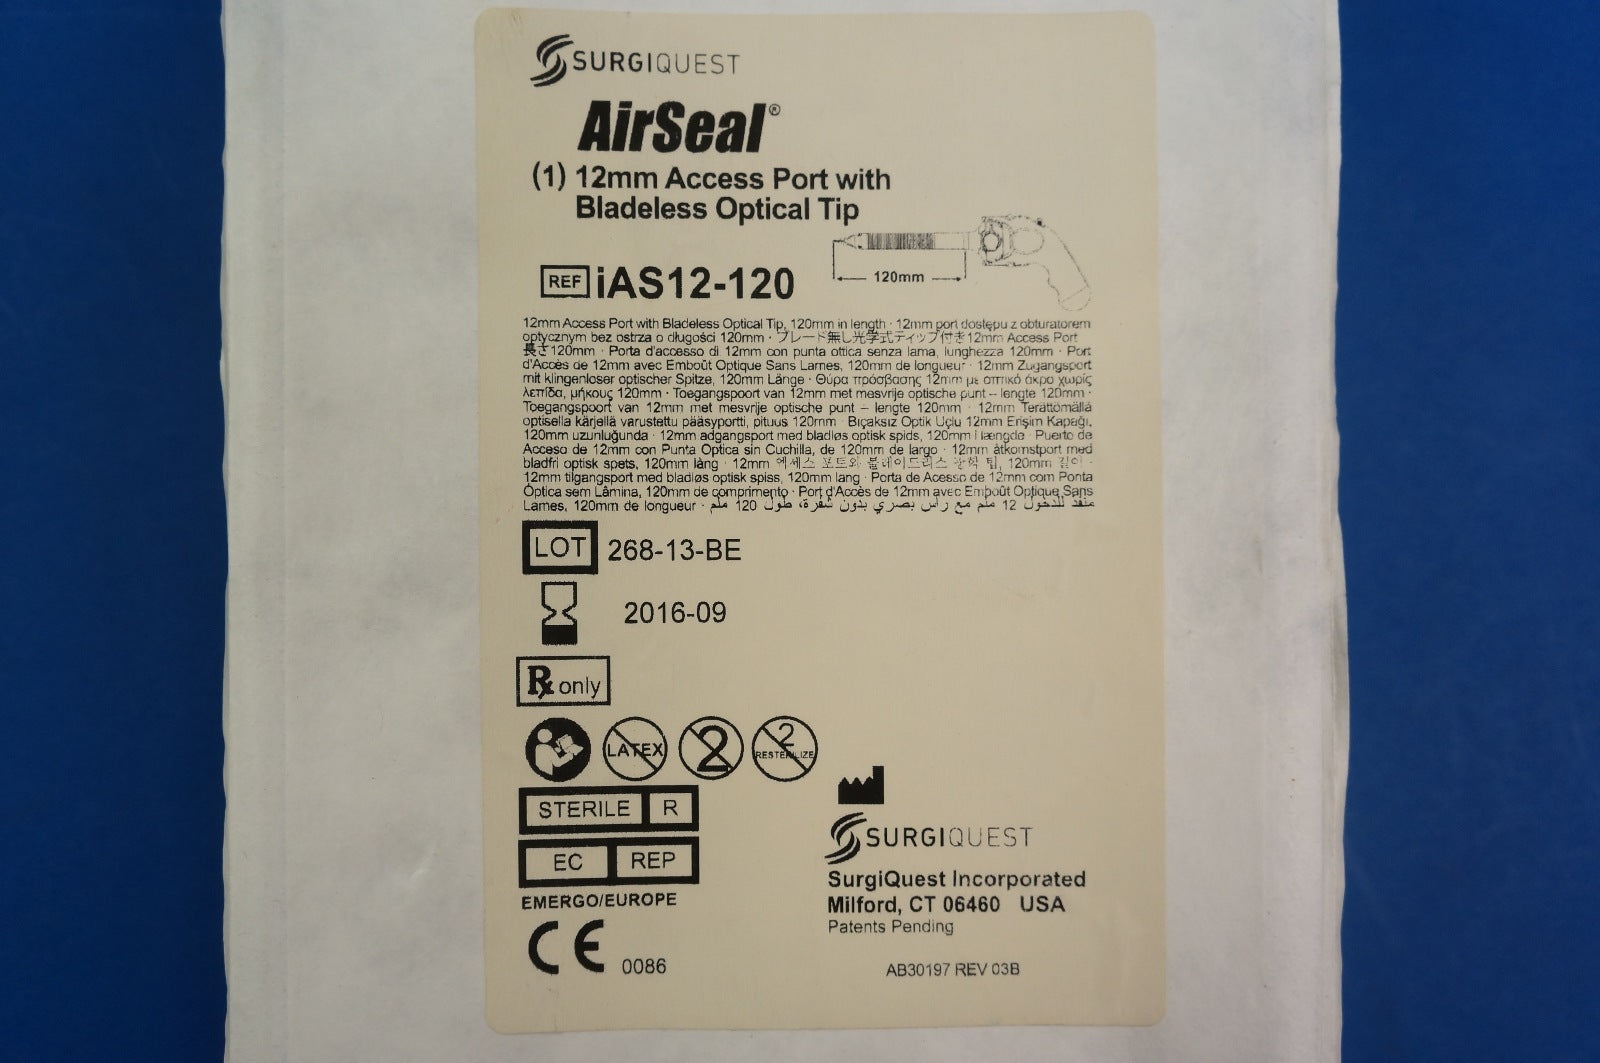 SURGIQUEST
AirSeal®
(1) 12mm Access Port with
Bladeless Optical Tip
120mm
REF iAS12-120
12mm Access Port with Bladeless Optical Tip, 120mm in length · 12mm port dostępu z obturatorem
optycznym bez ostrza o długości 120mm · ブレード無し光学式ティップ付き12mm Access Port
長さ120mm · Porta d'accesso di 12mm con punta ottica senza lama, lunghezza 120mm · Port
d'Accès de 12mm avec Emboût Optique Sans Lames, 120mm de longueur · 12mm Zugangsport
mit klingenloser optischer Spitze, 120mm Länge · Θύρα πρόσβασης 12mm με οπτικό άκρο χωρίς
λεπίδα, μήκους 120mm · Toegangspoort van 12mm met mesvrije optische punt – lengte 120mm ·
Toegangspoort van 12mm met mesvrije optische punt – lengte 120mm · 12mm Terättömällä
optisella kärjellä varustettu pääsyportti, pituus 120mm · Bıçaksız Optik Uçlu 12mm Erişim Kapağı,
120mm uzunluğunda · 12mm adgangsport med bladløs optisk spids, 120mm i længde · Puerto de
Acceso de 12mm con Punta Optica sin Cuchilla, de 120mm de largo · 12mm åtkomstport med
bladfri optisk spets, 120mm lång · 12mm 엑세스 포트와 블레이드리스 광학 팁, 120mm 길이 ·
12mm tilgangsport med bladløs optisk spiss, 120mm lang · Porta de Acesso de 12mm com Ponta
Óptica sem Lâmina, 120mm de comprimento · Port d'Accès de 12mm avec Emboût Optique Sans
Lames, 120mm de longueur · منفذ للدخول 12 ملم مع رأس بصري بدون شفرة، طول 120 ملم
LOT 268-13-BE
2016-09
Rx only
LATEX 2 2 RESTERILIZE
STERILE R
EC REP
EMERGO/EUROPE
CE 0086
SURGIQUEST
SurgiQuest Incorporated
Milford, CT 06460 USA
Patents Pending
AB30197 REV 03B